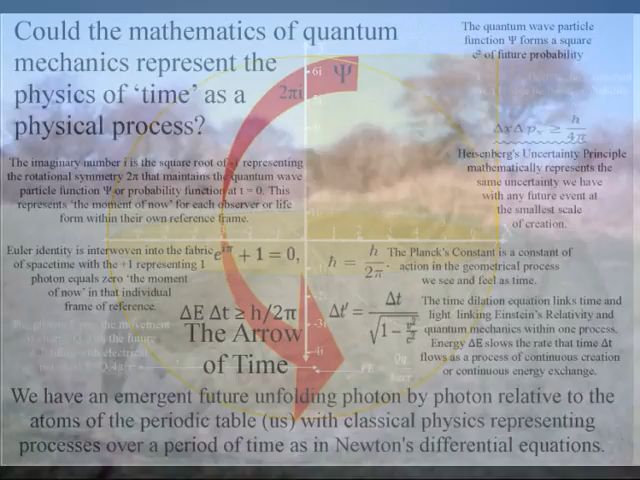 Could the mathematics of quantum
mechanics represent the
physics of ‘time’ as a
physical process?
The quantum wave particle
function Ψ forms a square
c² of future probability
6i
Ψ
2πi
Δx Δ pₓ ≥ h/4π
Heisenberg's Uncertainty Principle
mathematically represents the
same uncertainty we have
with any future event at
the smallest scale
of creation.
The imaginary number i is the square root of -1 representing
the rotational symmetry 2π that maintains the quantum wave
particle function Ψ or probability function at t = 0. This
represents ‘the moment of now’ for each observer or life
form within their own reference frame.
Euler identity is interwoven into the fabric
of spacetime with the +1 representing 1
photon equals zero ‘the moment
of now’ in that individual
frame of reference.
e^iπ + 1 = 0,
ħ = h/2π
The Planck's Constant is a constant of
action in the geometrical process
we see and feel as time.
ΔE Δt ≥ h/2π
Δt' = Δt/√(1 − v²/c²)
The time dilation equation links time and
light linking Einstein's Relativity and
quantum mechanics within one process.
Energy ΔE slows the rate that time Δt
flows as a process of continuous creation
or continuous energy exchange.
The Arrow
of Time
-3i
-4i
We have an emergent future unfolding photon by photon relative to the
atoms of the periodic table (us) with classical physics representing
processes over a period of time as in Newton's differential equations.